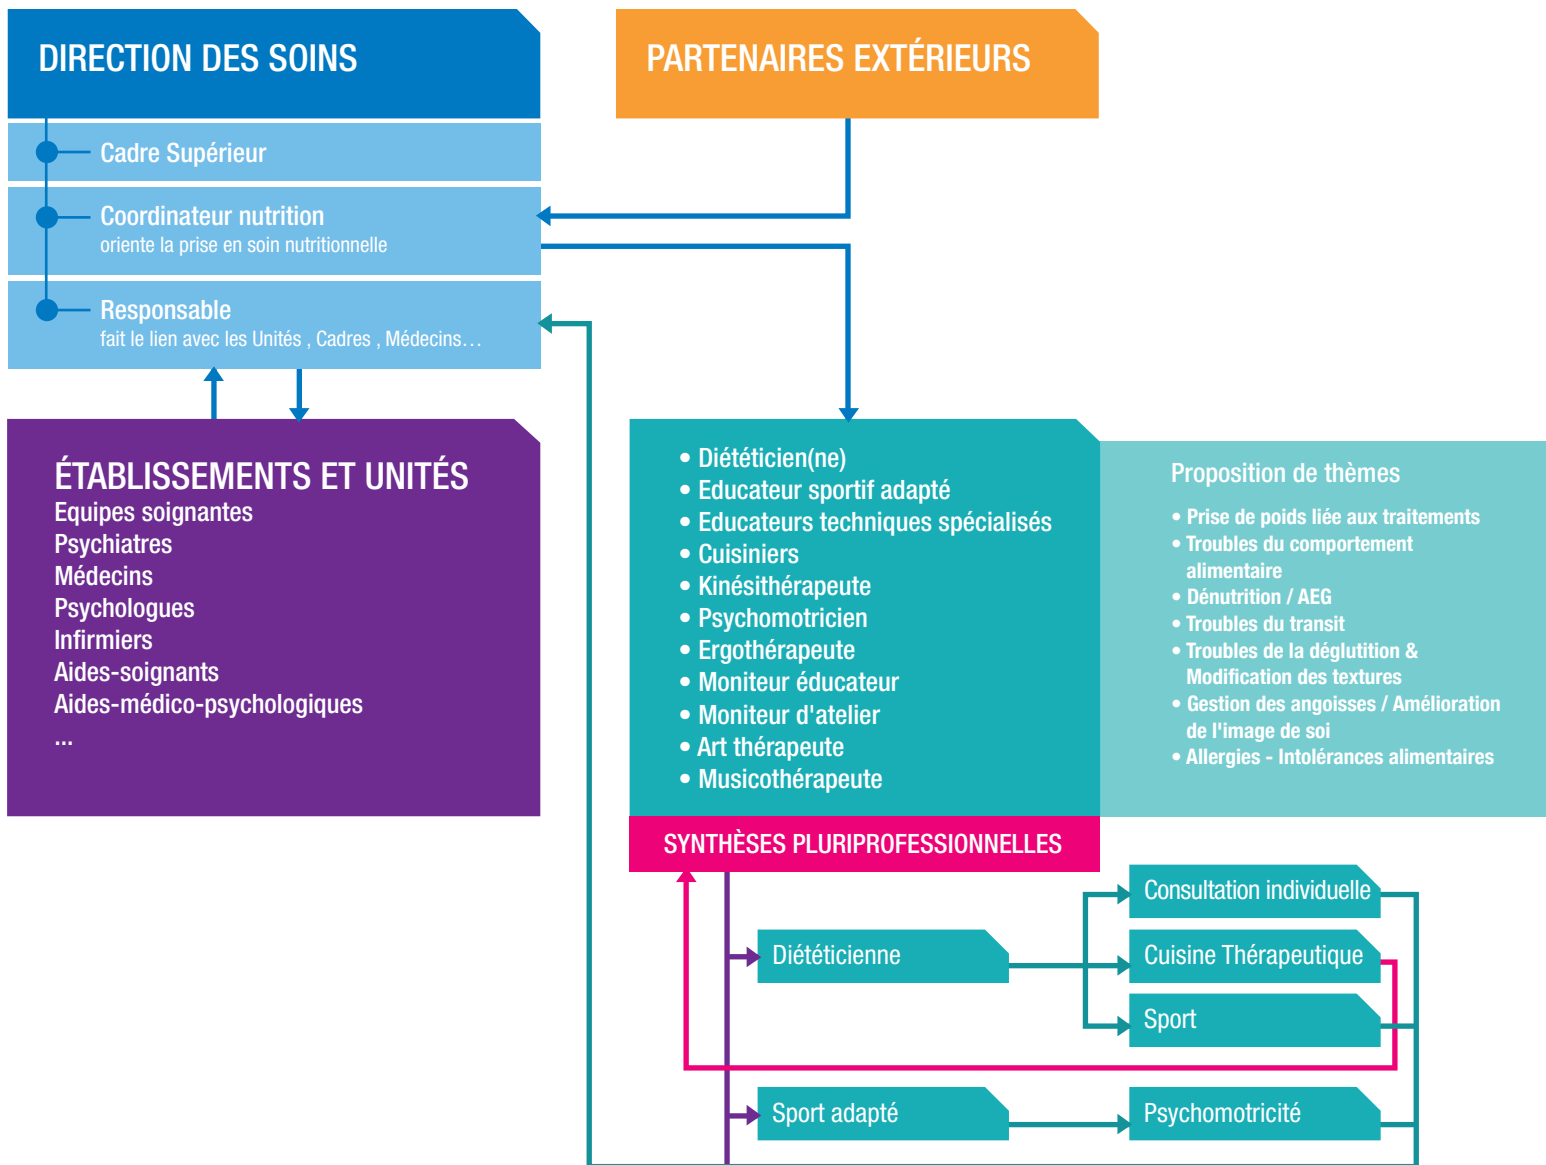 DIRECTION DES SOINS
Cadre Supérieur
Coordinateur nutrition
oriente la prise en soin nutritionnelle
Responsable
fait le lien avec les Unités , Cadres , Médecins…
PARTENAIRES EXTÉRIEURS
ÉTABLISSEMENTS ET UNITÉS
Equipes soignantes
Psychiatres
Médecins
Psychologues
Infirmiers
Aides-soignants
Aides-médico-psychologiques
...
• Diététicien(ne)
• Educateur sportif adapté
• Educateurs techniques spécialisés
• Cuisiniers
• Kinésithérapeute
• Psychomotricien
• Ergothérapeute
• Moniteur éducateur
• Moniteur d'atelier
• Art thérapeute
• Musicothérapeute
Proposition de thèmes
• Prise de poids liée aux traitements
• Troubles du comportement
alimentaire
• Dénutrition / AEG
• Troubles du transit
• Troubles de la déglutition &
Modification des textures
• Gestion des angoisses / Amélioration
de l'image de soi
• Allergies - Intolérances alimentaires
SYNTHÈSES PLURIPROFESSIONNELLES
Diététicienne
Consultation individuelle
Cuisine Thérapeutique
Sport
Sport adapté
Psychomotricité